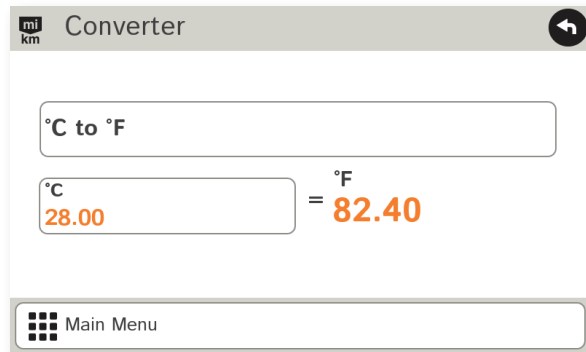 mi
km
Converter
°C to °F
°C
28.00
=
°F
82.40
Main Menu